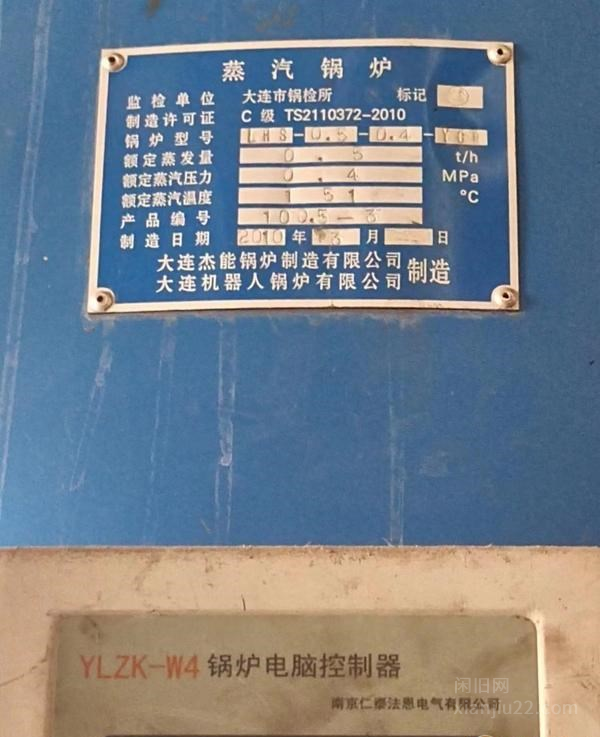 蒸汽锅炉
监检单位 大连市锅检所 标记
制造许可证 C 级 TS2110372-2010
锅炉型号 LHS-0.5-0.4-
额定蒸发量 0.5 t/h
额定蒸汽压力 0.4 MPa
额定蒸汽温度 151 °C
产品编号 100.5-3
制造日期 2010 年 3 月 日
大连杰能锅炉制造有限公司
大连机器人锅炉有限公司 制造
YLZK-W4 锅炉电脑控制器
南京仁泰法恩电气有限公司
闲旧网
xianjiu22.com